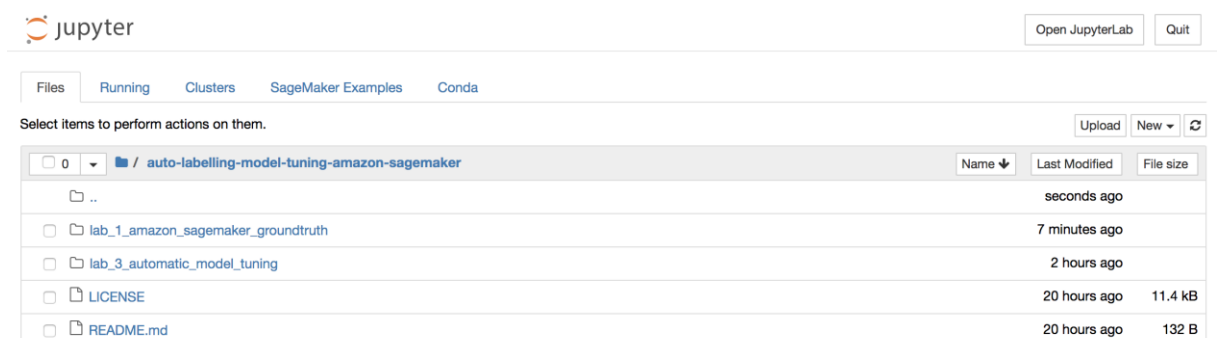 jupyter Open JupyterLab Quit
Files Running Clusters SageMaker Examples Conda
Select items to perform actions on them. Upload New
0 / auto-labelling-model-tuning-amazon-sagemaker Name Last Modified File size
.. seconds ago
lab_1_amazon_sagemaker_groundtruth 7 minutes ago
lab_3_automatic_model_tuning 2 hours ago
LICENSE 20 hours ago 11.4 kB
README.md 20 hours ago 132 B